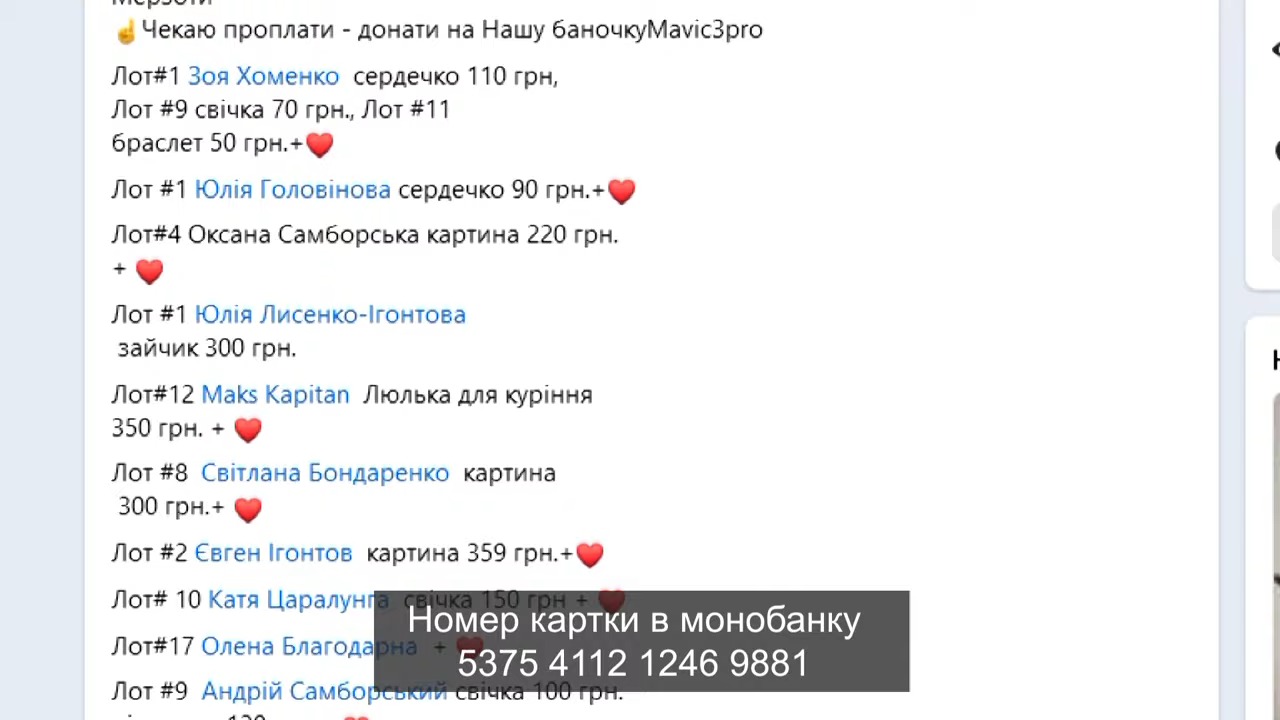 Мерзоти
☝Чекаю проплати - донати на Нашу баночкуMavic3pro
Лот#1 Зоя Хоменко сердечко 110 грн,
Лот #9 свічка 70 грн., Лот #11
браслет 50 грн.+❤
Лот #1 Юлія Головінова сердечко 90 грн.+❤
Лот#4 Оксана Самборська картина 220 грн.
+ ❤
Лот #1 Юлія Лисенко-Ігонтова
зайчик 300 грн.
Лот#12 Maks Kapitan Люлька для куріння
350 грн. + ❤
Лот #8 Світлана Бондаренко картина
300 грн.+ ❤
Лот #2 Євген Ігонтов картина 359 грн.+❤
Лот# 10 Катя Царалунга свічка 150 грн + ❤
Лот#17 Олена Благодарна + ❤
Лот #9 Андрій Самборський свічка 100 грн.
Номер картки в монобанку
5375 4112 1246 9881